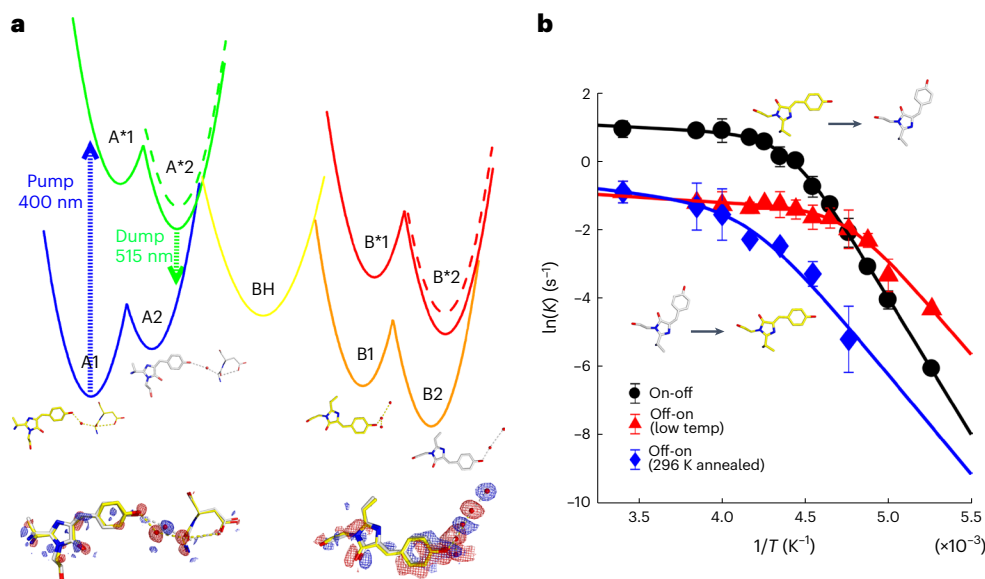 a
A*1
A*2
Pump
400 nm
Dump
515 nm
A1
A2
BH
B*1
B*2
B1
B2
b
2
0
−2
−4
−6
−8
−10
ln(K) (s⁻¹)
On-off
Off-on
(low temp)
Off-on
(296 K annealed)
3.5
4.0
4.5
5.0
5.5
1/T (K⁻¹)
(×10⁻³)